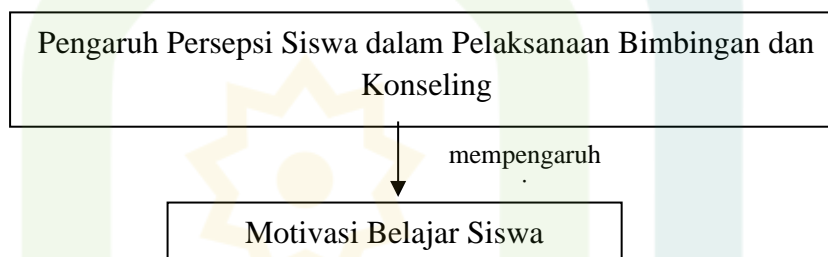 Pengaruh Persepsi Siswa dalam Pelaksanaan Bimbingan dan
Konseling
mempengaruh
Motivasi Belajar Siswa